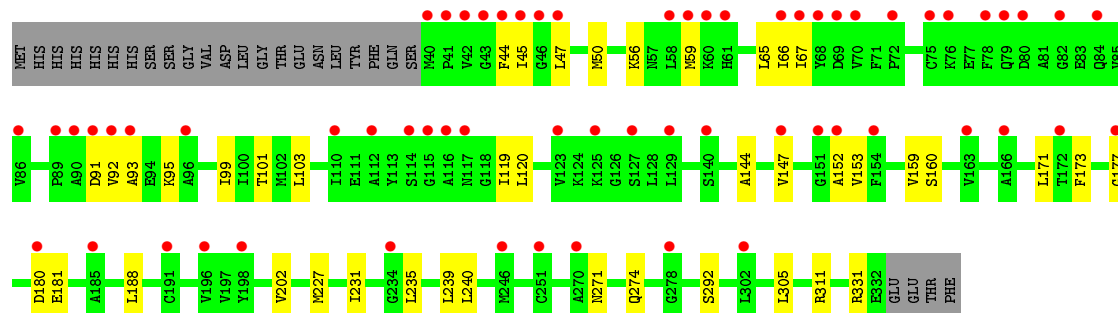 MET HIS HIS HIS HIS HIS HIS SER SER GLY VAL ASP LEU GLY THR GLU ASN LEU TYR PHE GLN SER M40 P41 V42 G43 F44 I45 G46 L47 M50 K56 N57 L58 M59 K60 H61 L65 I66 I67 Y68 D69 V70 F71 P72 C75 K76 E77 F78 Q79 D80 A81 G82 E83 Q84 V85
V86 P89 A90 D91 V92 A93 E94 K95 A96 I99 I100 T101 M102 L103 I110 E111 A112 Y113 S114 G115 A116 N117 G118 I119 L120 V123 K124 K125 G126 S127 L128 L129 S140 A144 V147 G151 A152 V153 F154 V159 S160 V163 A166 L171 T172 F173
D180 E181 A185 L188 C191 V196 V197 Y198 V202 M227 I231 G234 L235 L239 L240 M246 C251 A270 N271 Q274 G278 S292 L302 L305 R311 R331 E332 GLU GLU THR PHE